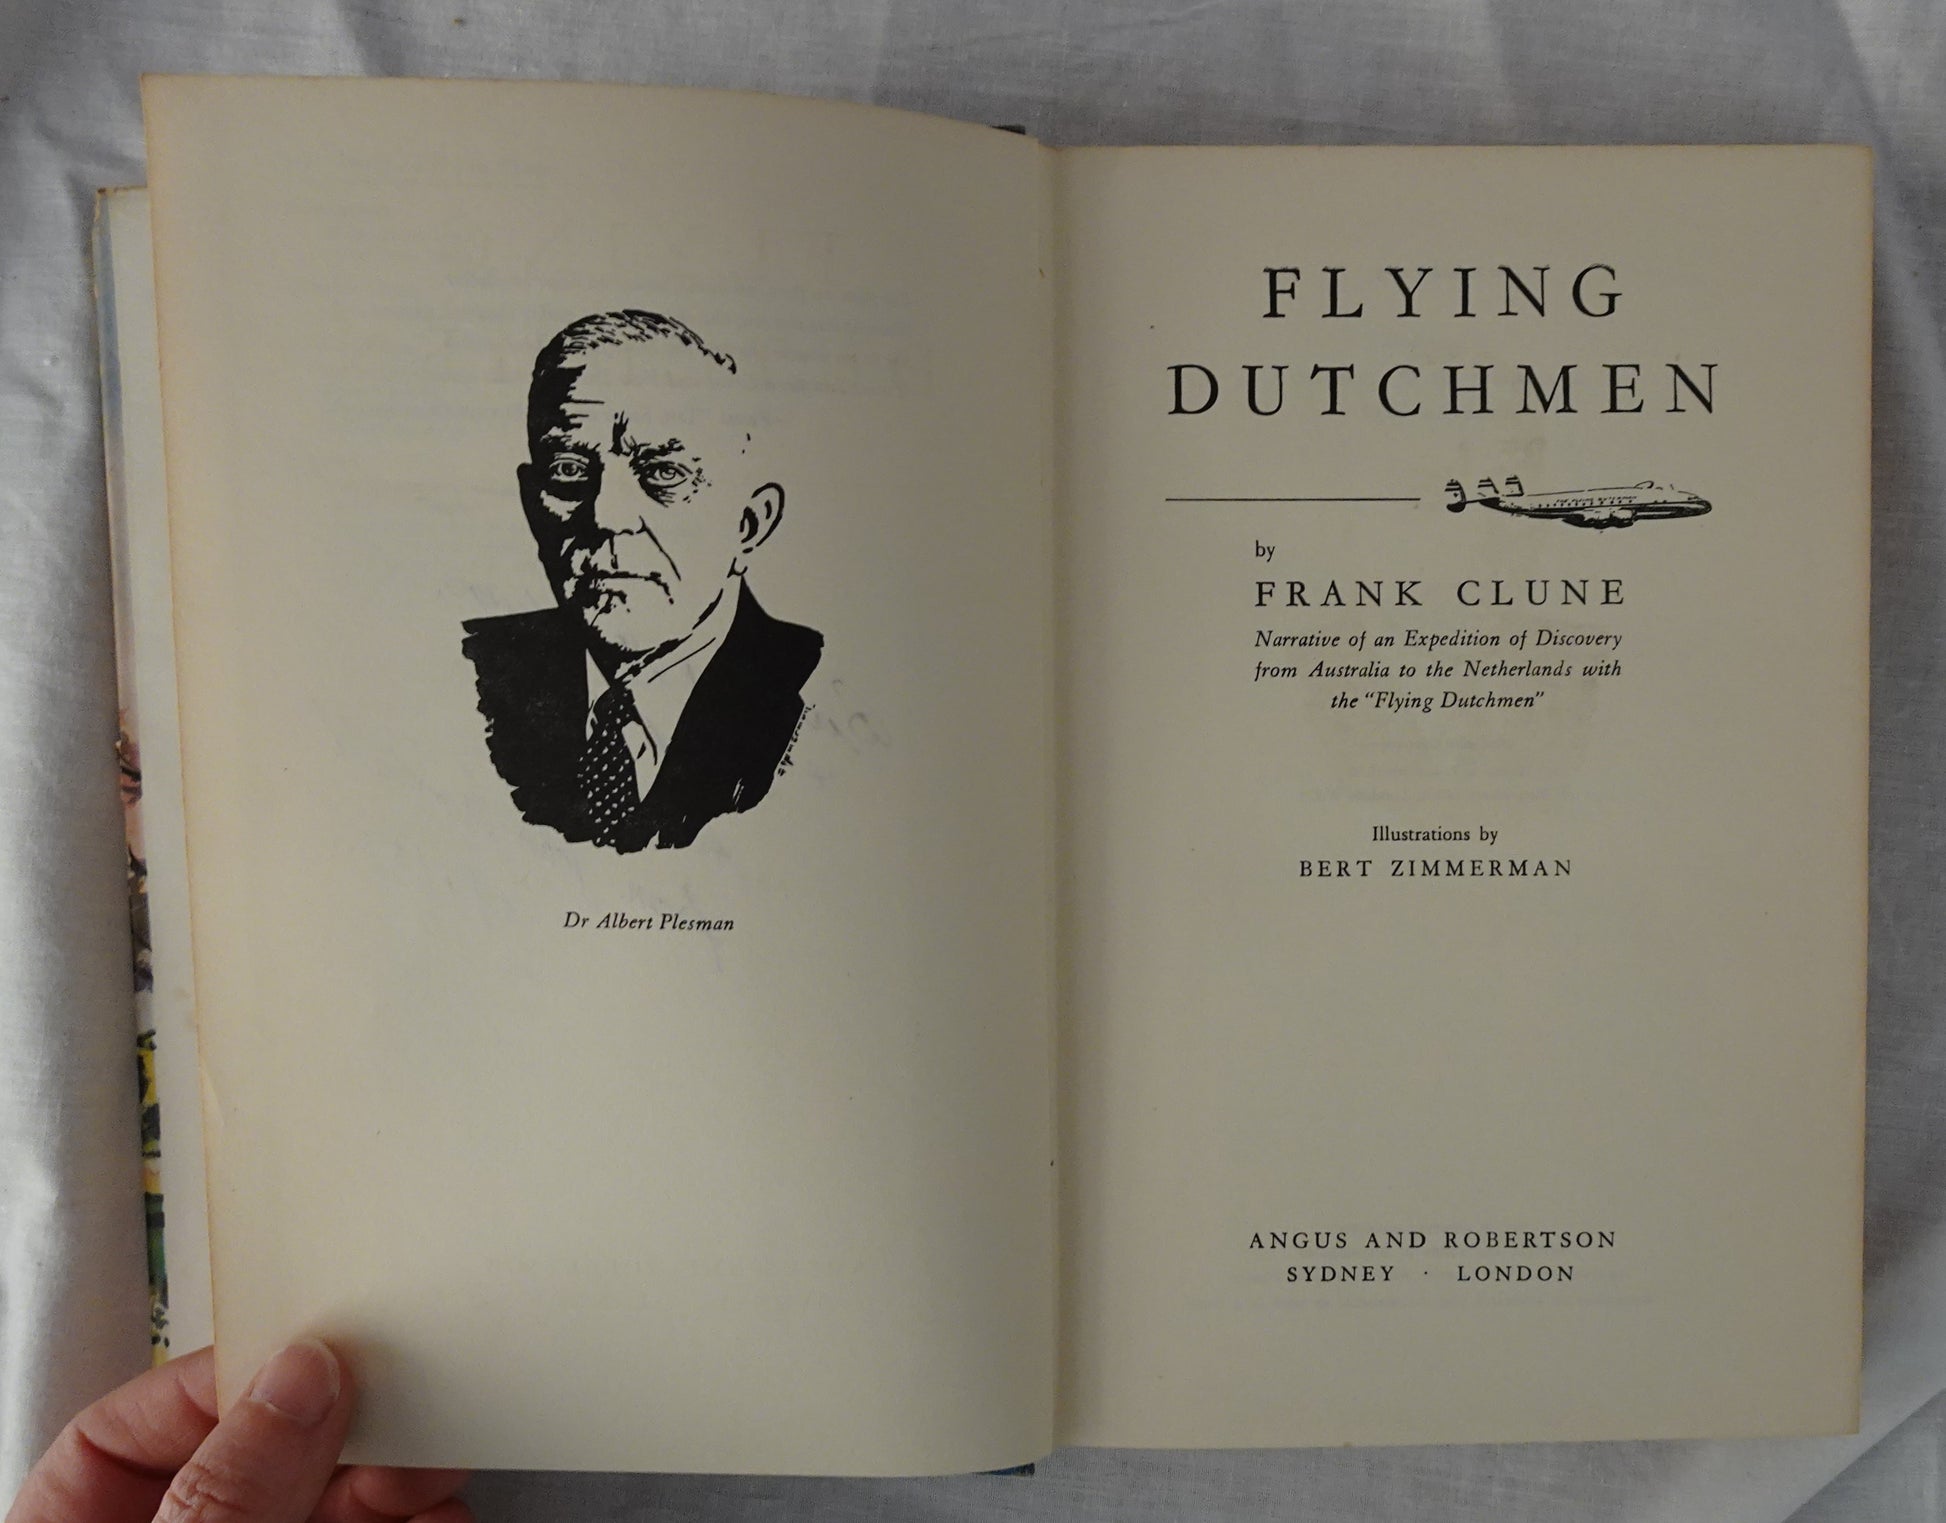 Dr Albert Plesman
FLYING
DUTCHMEN
by
FRANK CLUNE
Narrative of an Expedition of Discovery
from Australia to the Netherlands with
the "Flying Dutchmen"
Illustrations by
BERT ZIMMERMAN
ANGUS AND ROBERTSON
SYDNEY · LONDON